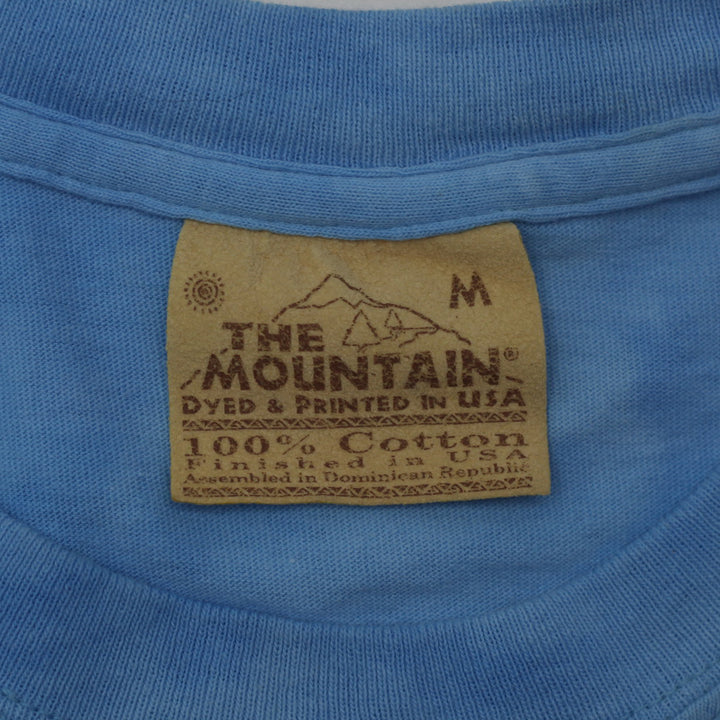 M
THE
MOUNTAIN®
DYED & PRINTED IN USA
100% Cotton
Finished in USA
Assembled in Dominican Republic